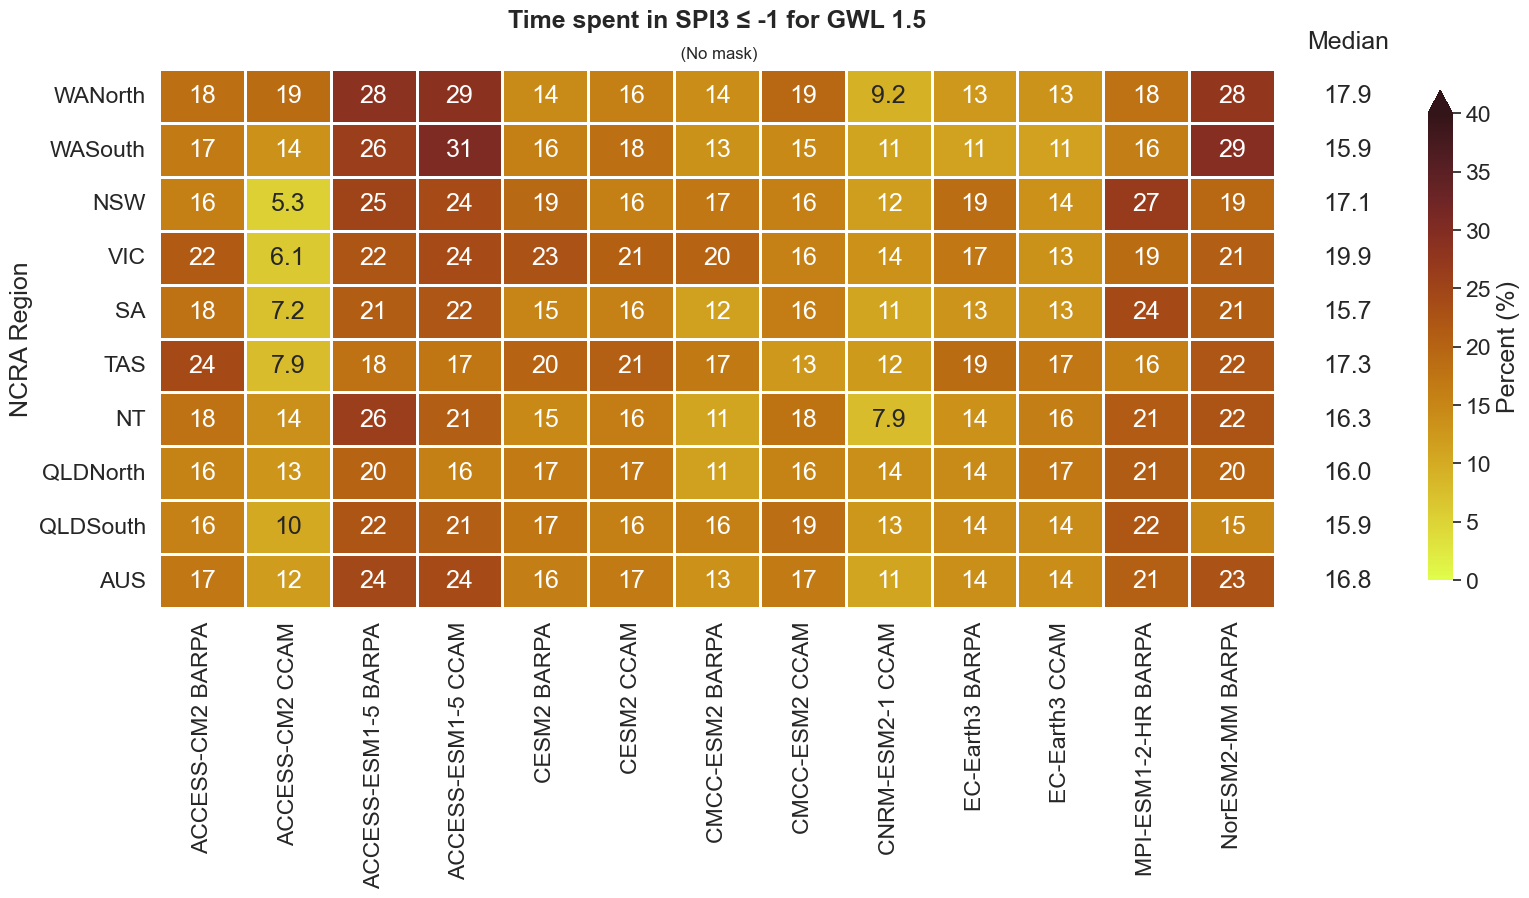 Time spent in SPI3 ≤ -1 for GWL 1.5
(No mask)
Median
NCRA Region
WANorth 18 19 28 29 14 16 14 19 9.2 13 13 18 28 17.9
WASouth 17 14 26 31 16 18 13 15 11 11 11 16 29 15.9
NSW 16 5.3 25 24 19 16 17 16 12 19 14 27 19 17.1
VIC 22 6.1 22 24 23 21 20 16 14 17 13 19 21 19.9
SA 18 7.2 21 22 15 16 12 16 11 13 13 24 21 15.7
TAS 24 7.9 18 17 20 21 17 13 12 19 17 16 22 17.3
NT 18 14 26 21 15 16 11 18 7.9 14 16 21 22 16.3
QLDNorth 16 13 20 16 17 17 11 16 14 14 17 21 20 16.0
QLDSouth 16 10 22 21 17 16 16 19 13 14 14 22 15 15.9
AUS 17 12 24 24 16 17 13 17 11 14 14 21 23 16.8
ACCESS-CM2 BARPA
ACCESS-CM2 CCAM
ACCESS-ESM1-5 BARPA
ACCESS-ESM1-5 CCAM
CESM2 BARPA
CESM2 CCAM
CMCC-ESM2 BARPA
CMCC-ESM2 CCAM
CNRM-ESM2-1 CCAM
EC-Earth3 BARPA
EC-Earth3 CCAM
MPI-ESM1-2-HR BARPA
NorESM2-MM BARPA
40
35
30
25
20
15
10
5
0
Percent (%)